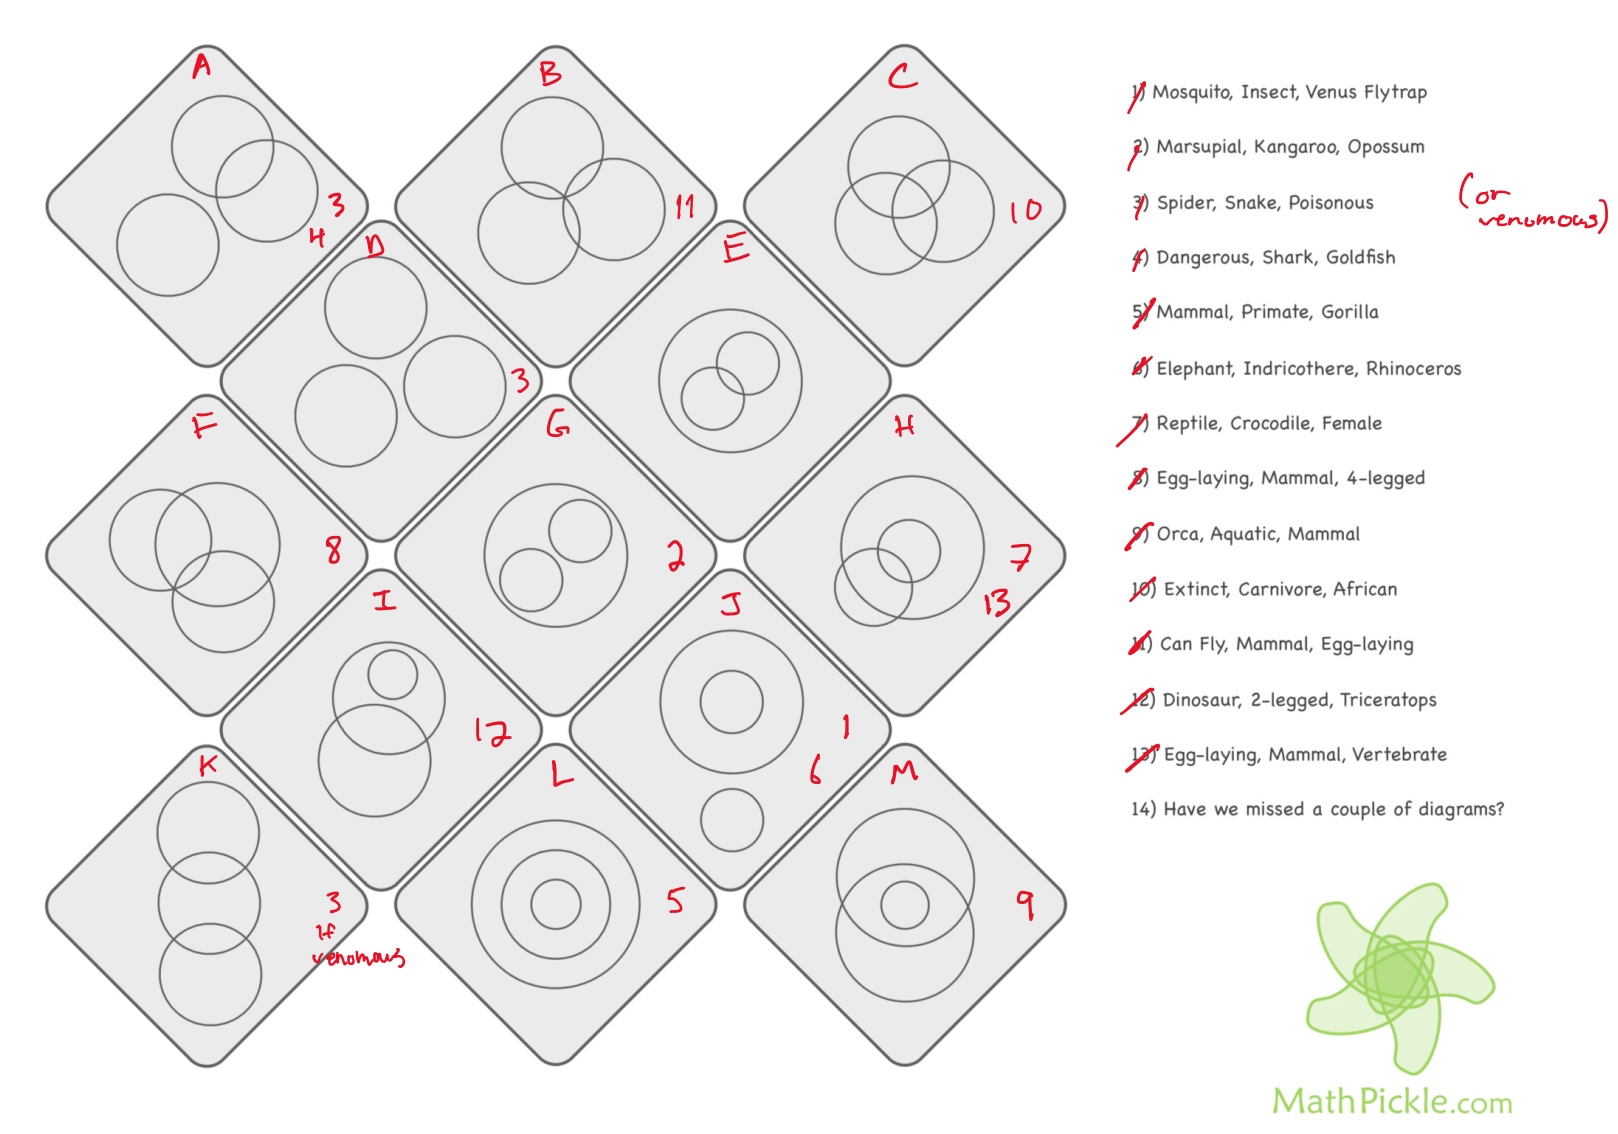 A
B
C
3
4
11
10
D
E
3
F
G
H
8
2
7
13
I
J
12
1
6
K
L
M
3
if
venomous
5
9
1) Mosquito, Insect, Venus Flytrap
2) Marsupial, Kangaroo, Opossum
3) Spider, Snake, Poisonous
(or
venomous)
4) Dangerous, Shark, Goldfish
5) Mammal, Primate, Gorilla
6) Elephant, Indricothere, Rhinoceros
7) Reptile, Crocodile, Female
8) Egg-laying, Mammal, 4-legged
9) Orca, Aquatic, Mammal
10) Extinct, Carnivore, African
11) Can Fly, Mammal, Egg-laying
12) Dinosaur, 2-legged, Triceratops
13) Egg-laying, Mammal, Vertebrate
14) Have we missed a couple of diagrams?
MathPickle.com